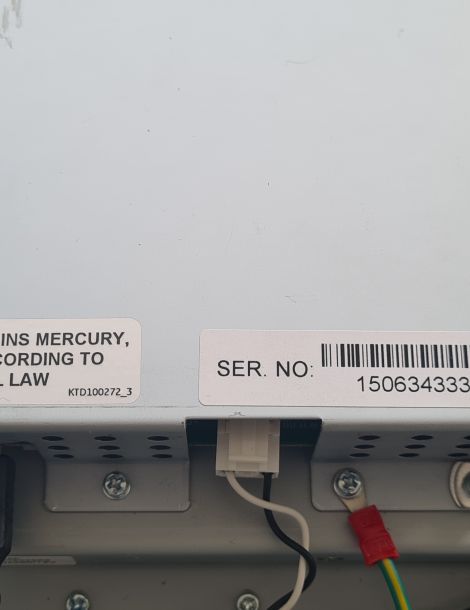 INS MERCURY,
CORDING TO
L LAW
KTD100272_3
SER. NO:
150634333